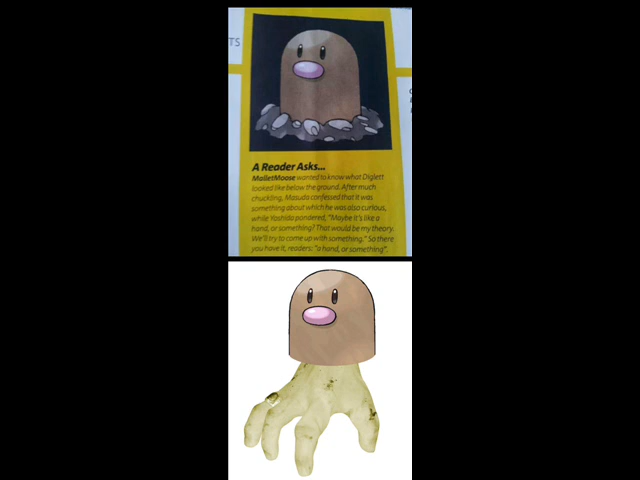 TS
A Reader Asks...
MalletMoose wanted to know what Diglett
looked like below the ground. After much
chuckling, Masuda confessed that it was
something about which he was also curious,
while Yoshida pondered, "Maybe it's like a
hand, or something? That would be my theory.
We'll try to come up with something." So there
you have it, readers: "a hand, or something".